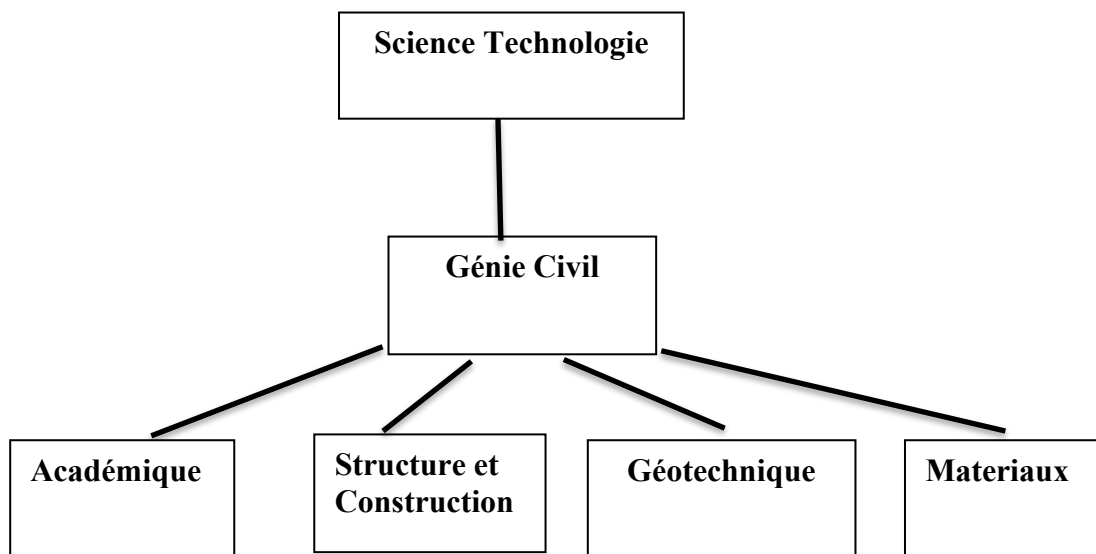 Science Technologie
Génie Civil
Académique
Structure et
Construction
Géotechnique
Materiaux